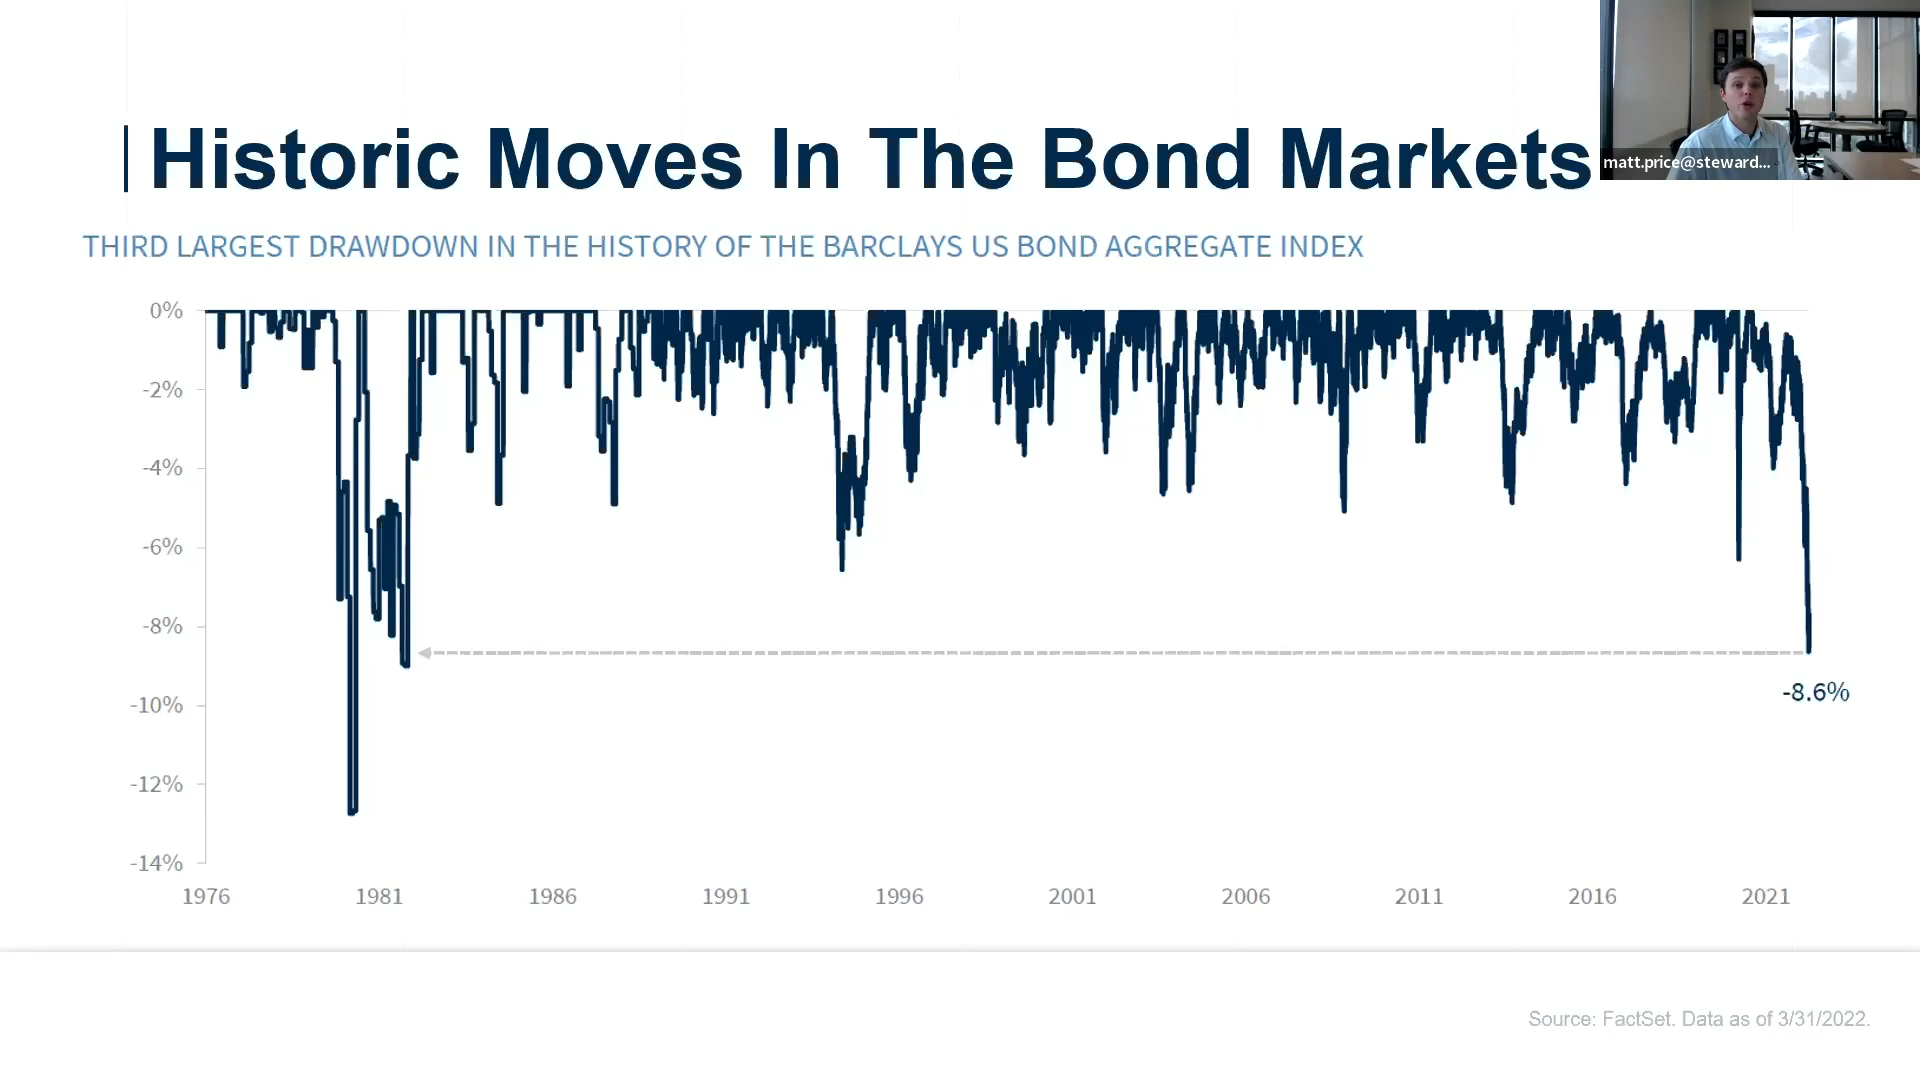 Historic Moves In The Bond Markets
matt.price@steward...
THIRD LARGEST DRAWDOWN IN THE HISTORY OF THE BARCLAYS US BOND AGGREGATE INDEX
0%
-2%
-4%
-6%
-8%
-10%
-12%
-14%
-8.6%
1976 1981 1986 1991 1996 2001 2006 2011 2016 2021
Source: FactSet. Data as of 3/31/2022.